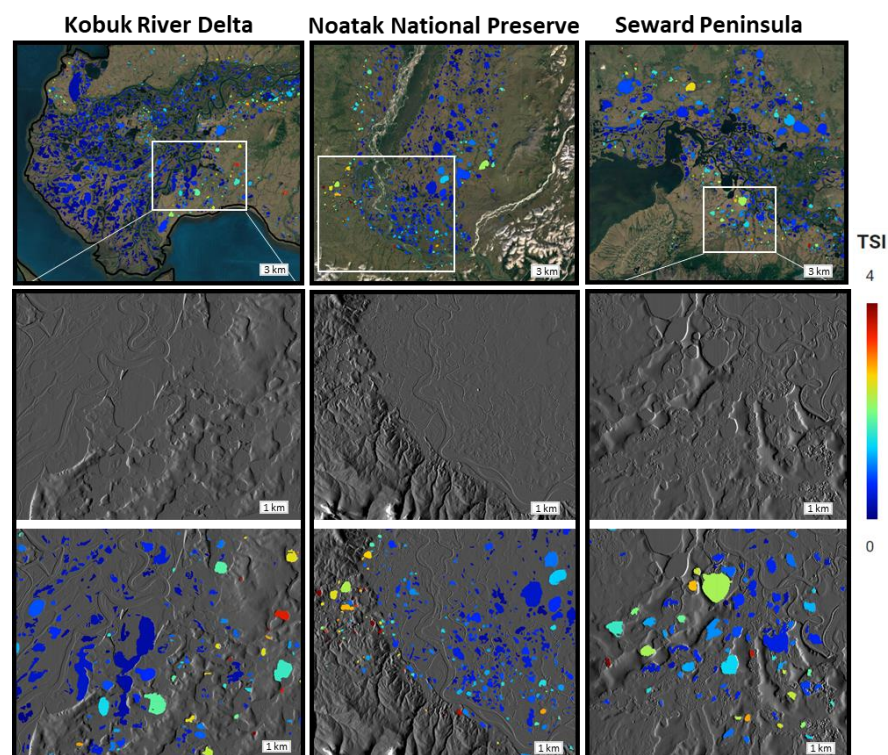 Kobuk River Delta
Noatak National Preserve
Seward Peninsula
3 km
3 km
3 km
TSI
4
0
1 km
1 km
1 km
1 km
1 km
1 km